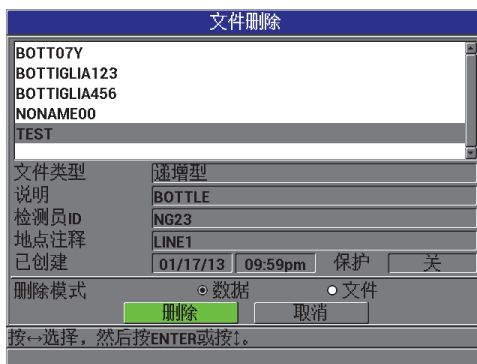 文件删除
BOTT07Y
BOTTIGLIA123
BOTTIGLIA456
NONAME00
TEST
文件类型 递增型
说明 BOTTLE
检测员ID NG23
地点注释 LINE1
已创建 01/17/13 09:59pm 保护 关
删除模式 数据 文件
删除 取消
按↔选择，然后按ENTER或按↕。